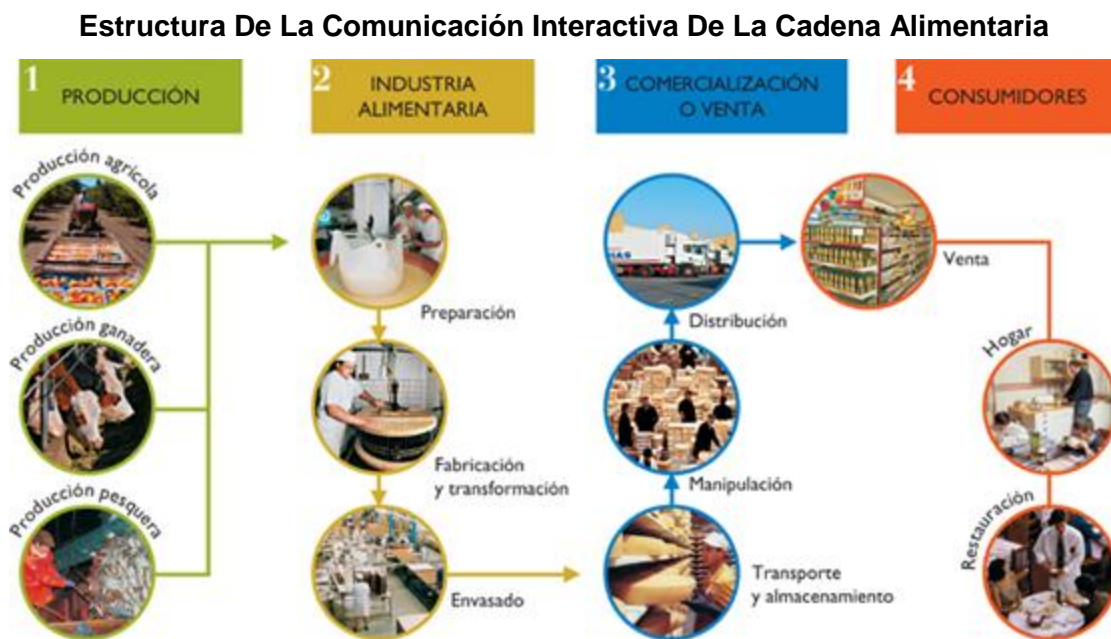 Estructura De La Comunicación Interactiva De La Cadena Alimentaria
1
PRODUCCIÓN
2
INDUSTRIA
ALIMENTARIA
3
COMERCIALIZACIÓN
O VENTA
4
CONSUMIDORES
Producción agrícola
Producción ganadera
Producción pesquera
Preparación
Fabricación
y transformación
Envasado
Distribución
Manipulación
Transporte
y almacenamiento
Venta
Hogar
Restauración